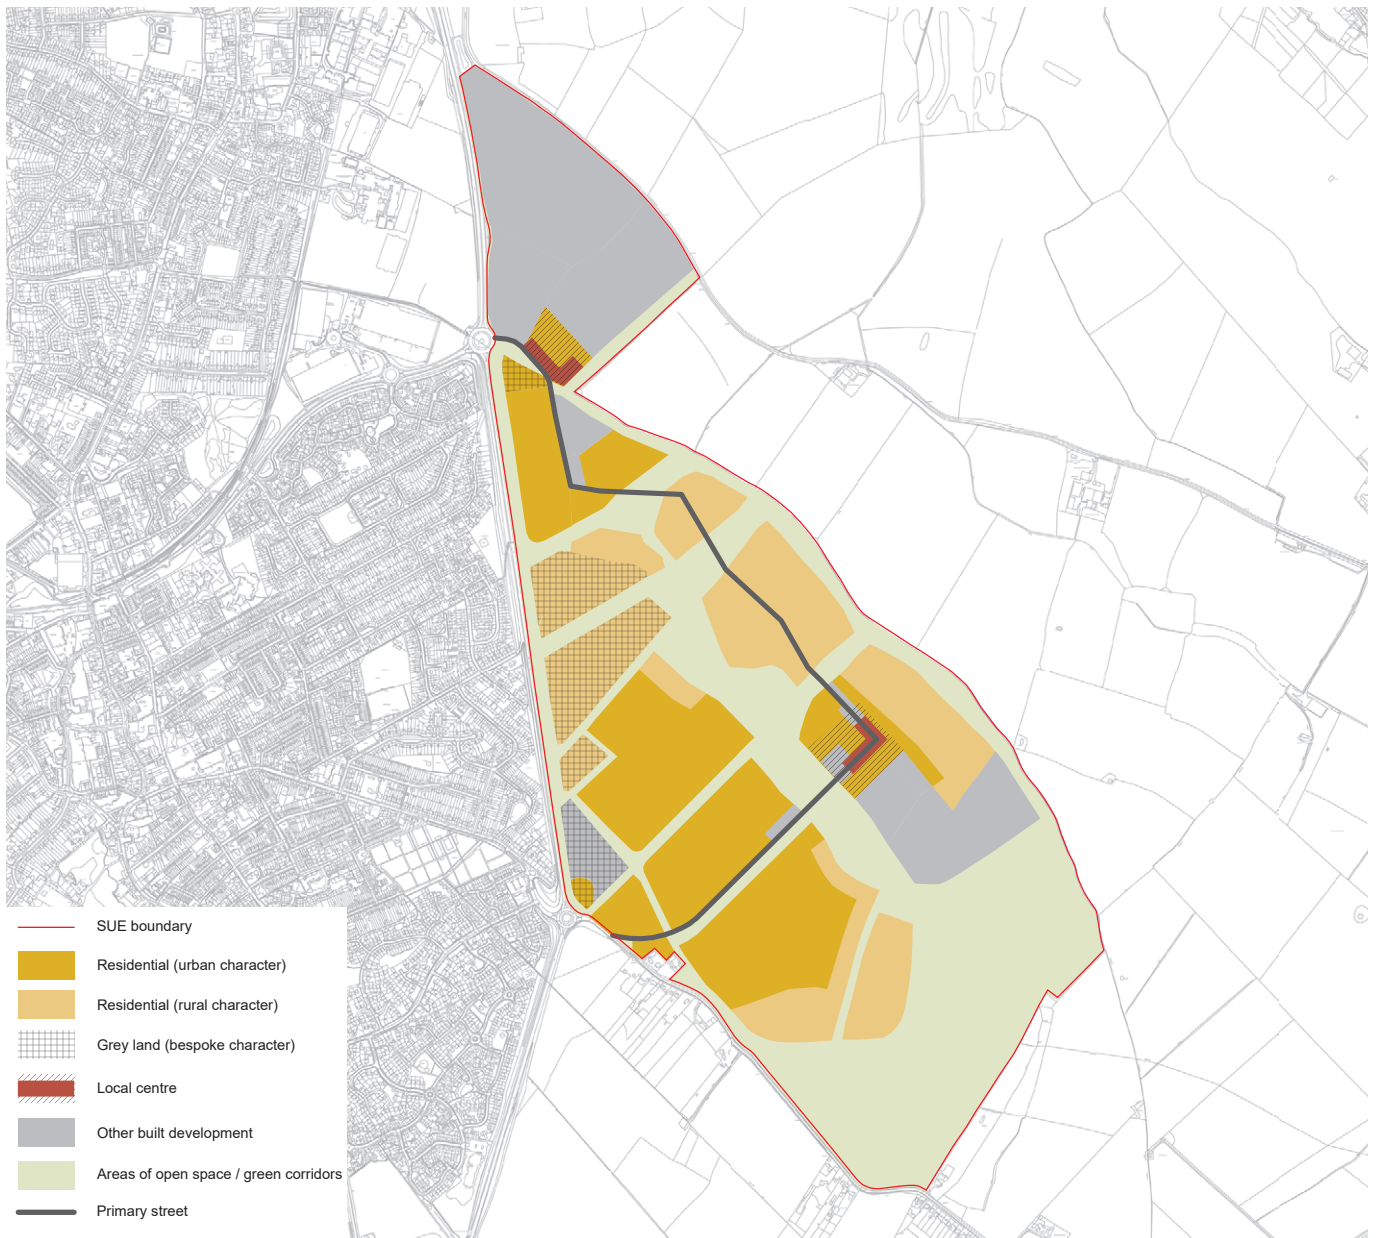 SUE boundary
Residential (urban character)
Residential (rural character)
Grey land (bespoke character)
Local centre
Other built development
Areas of open space / green corridors
Primary street